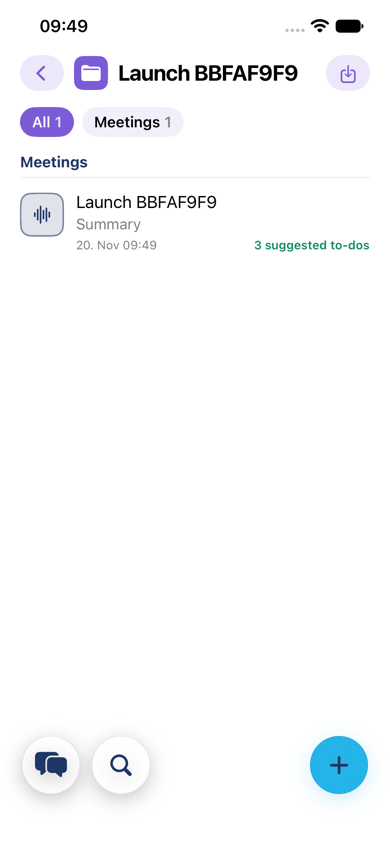 09:49
Launch BBFAF9F9
All 1
Meetings 1
Meetings
Launch BBFAF9F9
Summary
20. Nov 09:49
3 suggested to-dos